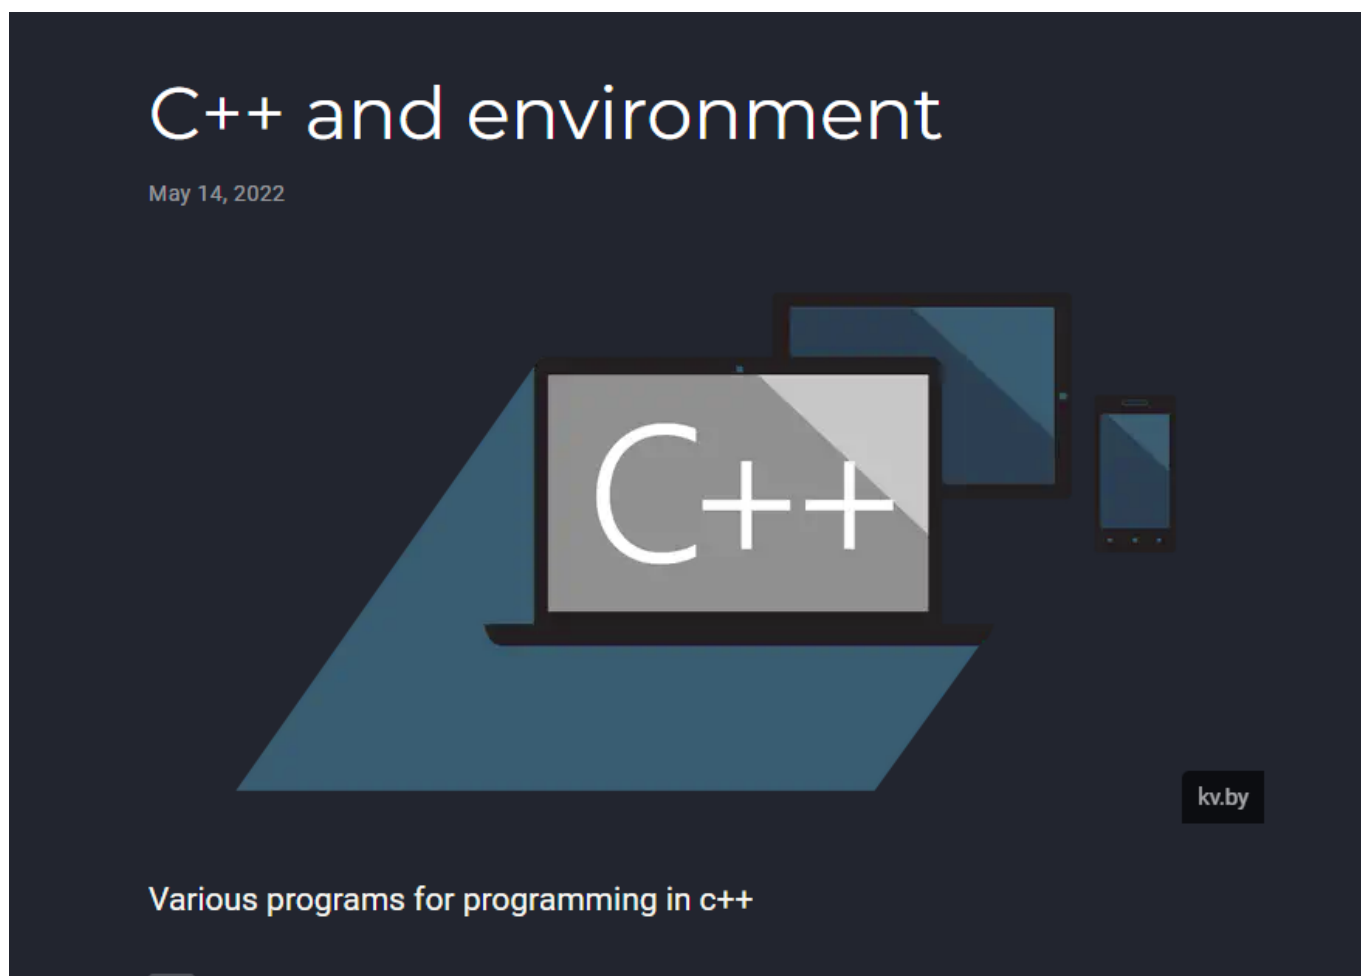 C++ and environment
May 14, 2022
C++
kv.by
Various programs for programming in c++